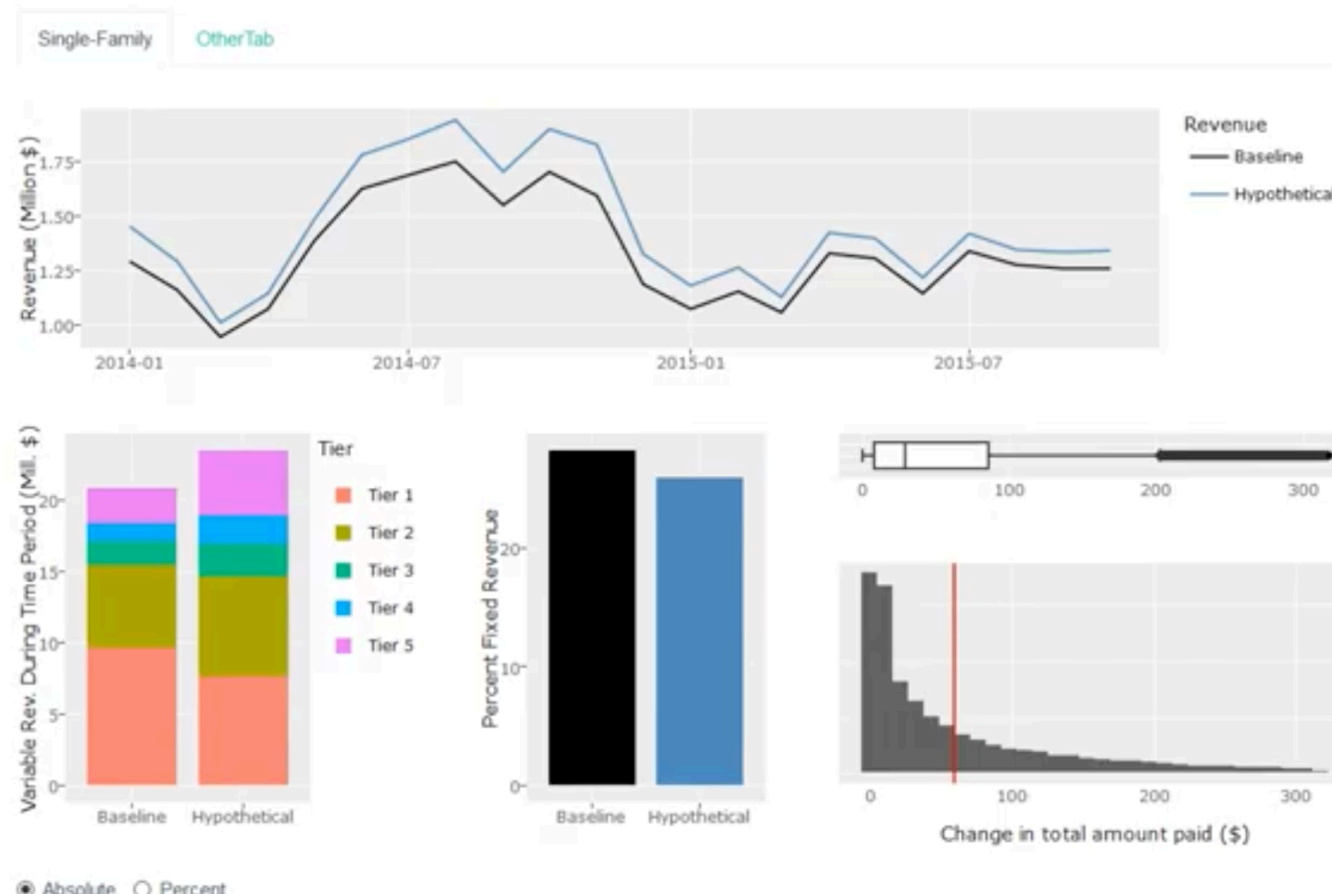 Single-Family OtherTab
Revenue (Million $)
1.75
1.50
1.25
1.00
2014-01 2014-07 2015-01 2015-07
Revenue
Baseline
Hypothetica
Variable Rev. During Time Period (Mill. $)
20
15
10
5
0
Baseline Hypothetical
Tier
Tier 1
Tier 2
Tier 3
Tier 4
Tier 5
Percent Fixed Revenue
20
10
0
Baseline Hypothetical
0 100 200 300
0 100 200 300
Change in total amount paid ($)
Absolute Percent